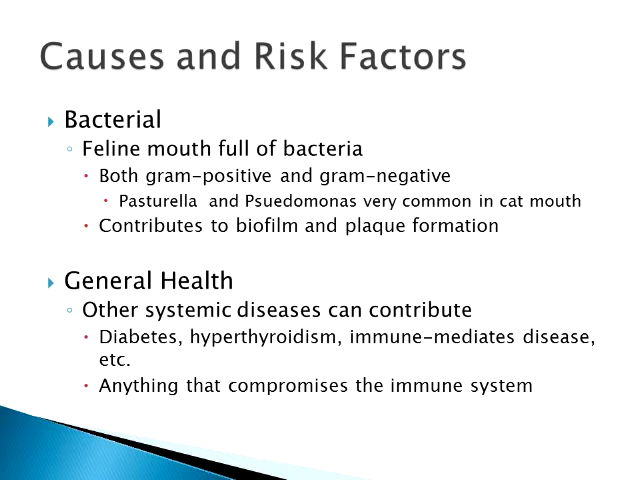 Causes and Risk Factors
Bacterial
Feline mouth full of bacteria
Both gram-positive and gram-negative
Pasturella and Psuedomonas very common in cat mouth
Contributes to biofilm and plaque formation
General Health
Other systemic diseases can contribute
Diabetes, hyperthyroidism, immune-mediates disease,
etc.
Anything that compromises the immune system